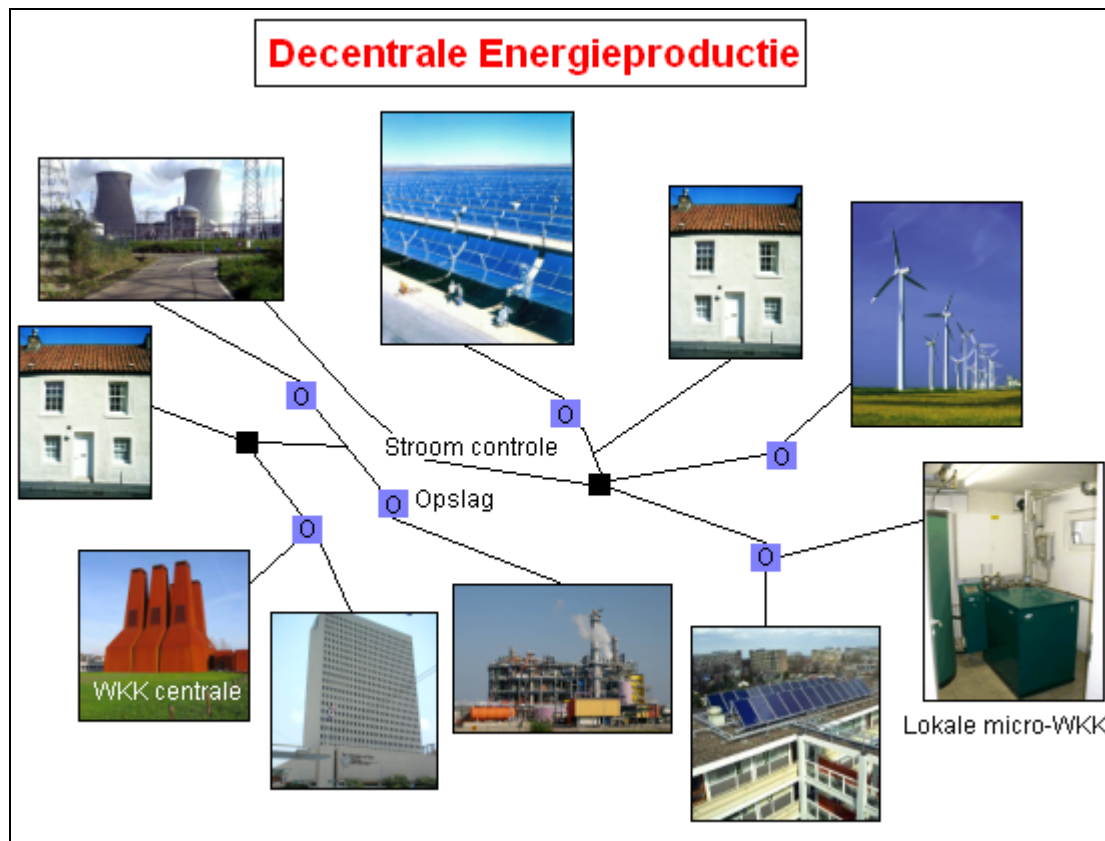 Decentrale Energieproductie
O
O
Stroom controle
O
O
Opslag
O
O
WKK centrale
Lokale micro-WKK